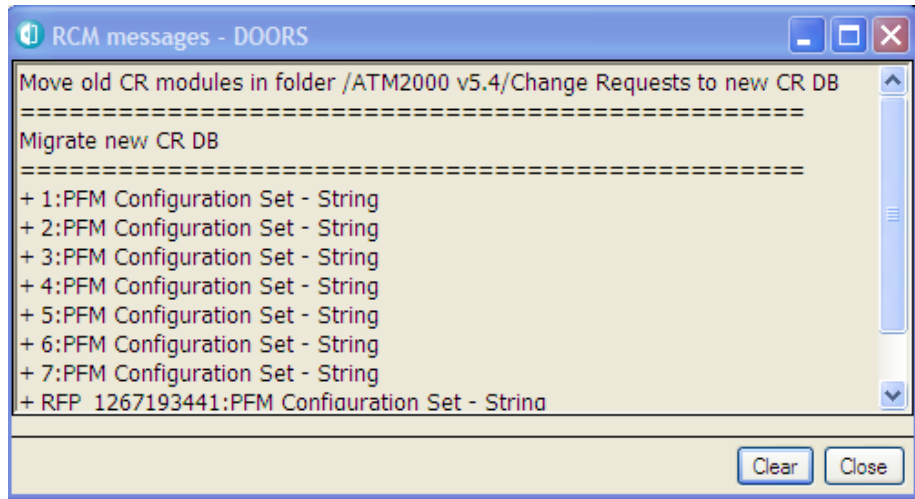 RCM messages - DOORS
Move old CR modules in folder /ATM2000 v5.4/Change Requests to new CR DB
================================================
Migrate new CR DB
================================================
+ 1:PFM Configuration Set - String
+ 2:PFM Configuration Set - String
+ 3:PFM Configuration Set - String
+ 4:PFM Configuration Set - String
+ 5:PFM Configuration Set - String
+ 6:PFM Configuration Set - String
+ 7:PFM Configuration Set - String
+ RFP_1267193441:PFM Configuration Set - String
Clear Close